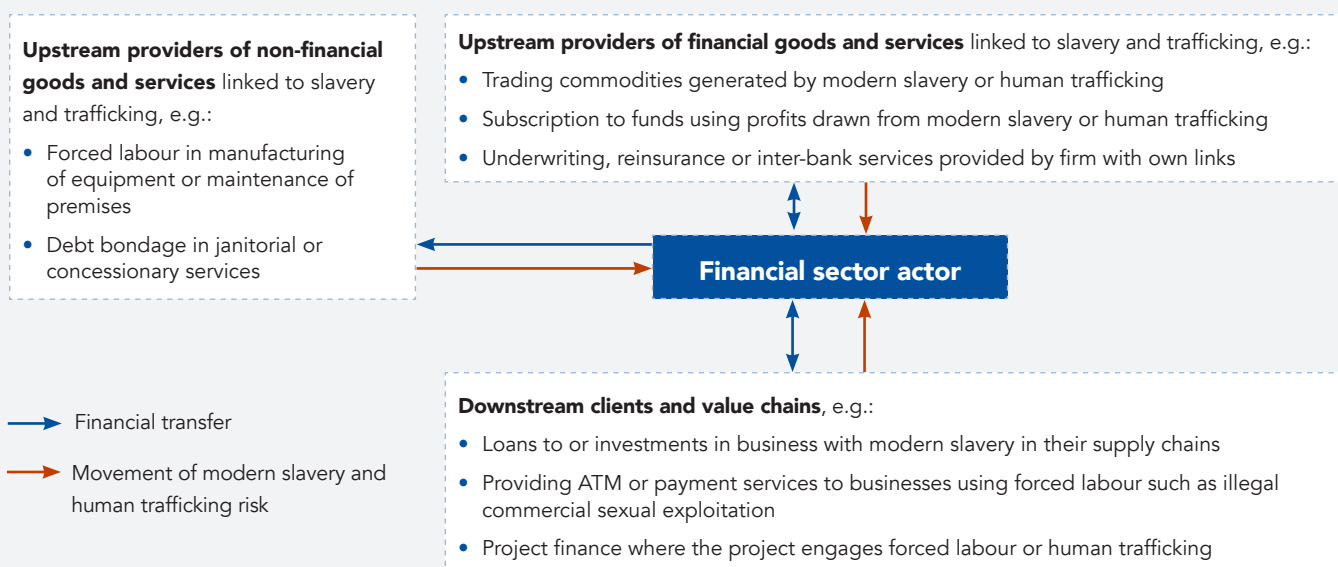 Upstream providers of non-financial
goods and services linked to slavery
and trafficking, e.g.:
• Forced labour in manufacturing
of equipment or maintenance of
premises
• Debt bondage in janitorial or
concessionary services
Upstream providers of financial goods and services linked to slavery and trafficking, e.g.:
• Trading commodities generated by modern slavery or human trafficking
• Subscription to funds using profits drawn from modern slavery or human trafficking
• Underwriting, reinsurance or inter-bank services provided by firm with own links
Financial sector actor
Financial transfer
Movement of modern slavery and
human trafficking risk
Downstream clients and value chains, e.g.:
• Loans to or investments in business with modern slavery in their supply chains
• Providing ATM or payment services to businesses using forced labour such as illegal
commercial sexual exploitation
• Project finance where the project engages forced labour or human trafficking